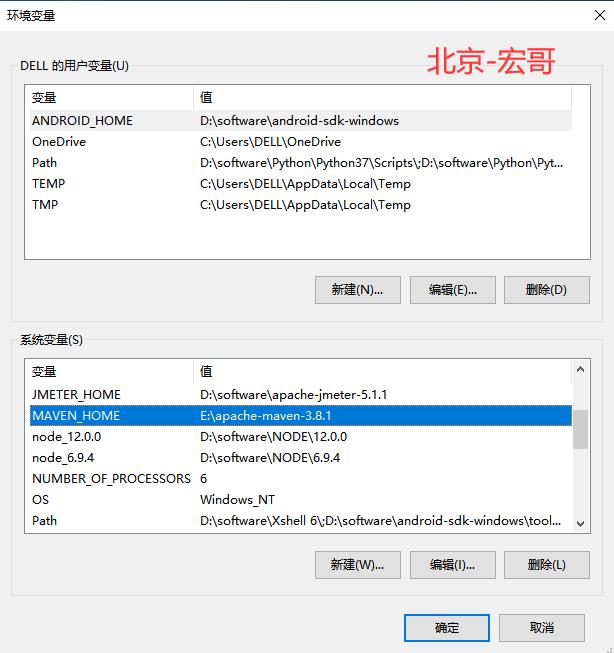 环境变量
北京-宏哥
DELL 的用户变量(U)
变量 值
ANDROID_HOME D:\software\android-sdk-windows
OneDrive C:\Users\DELL\OneDrive
Path D:\software\Python\Python37\Scripts\;D:\software\Python\Pyt...
TEMP C:\Users\DELL\AppData\Local\Temp
TMP C:\Users\DELL\AppData\Local\Temp
新建(N)... 编辑(E)... 删除(D)
系统变量(S)
变量 值
JMETER_HOME D:\software\apache-jmeter-5.1.1
MAVEN_HOME E:\apache-maven-3.8.1
node_12.0.0 D:\software\NODE\12.0.0
node_6.9.4 D:\software\NODE\6.9.4
NUMBER_OF_PROCESSORS 6
OS Windows_NT
Path D:\software\Xshell 6\;D:\software\android-sdk-windows\tool...
新建(W)... 编辑(I)... 删除(L)
确定 取消